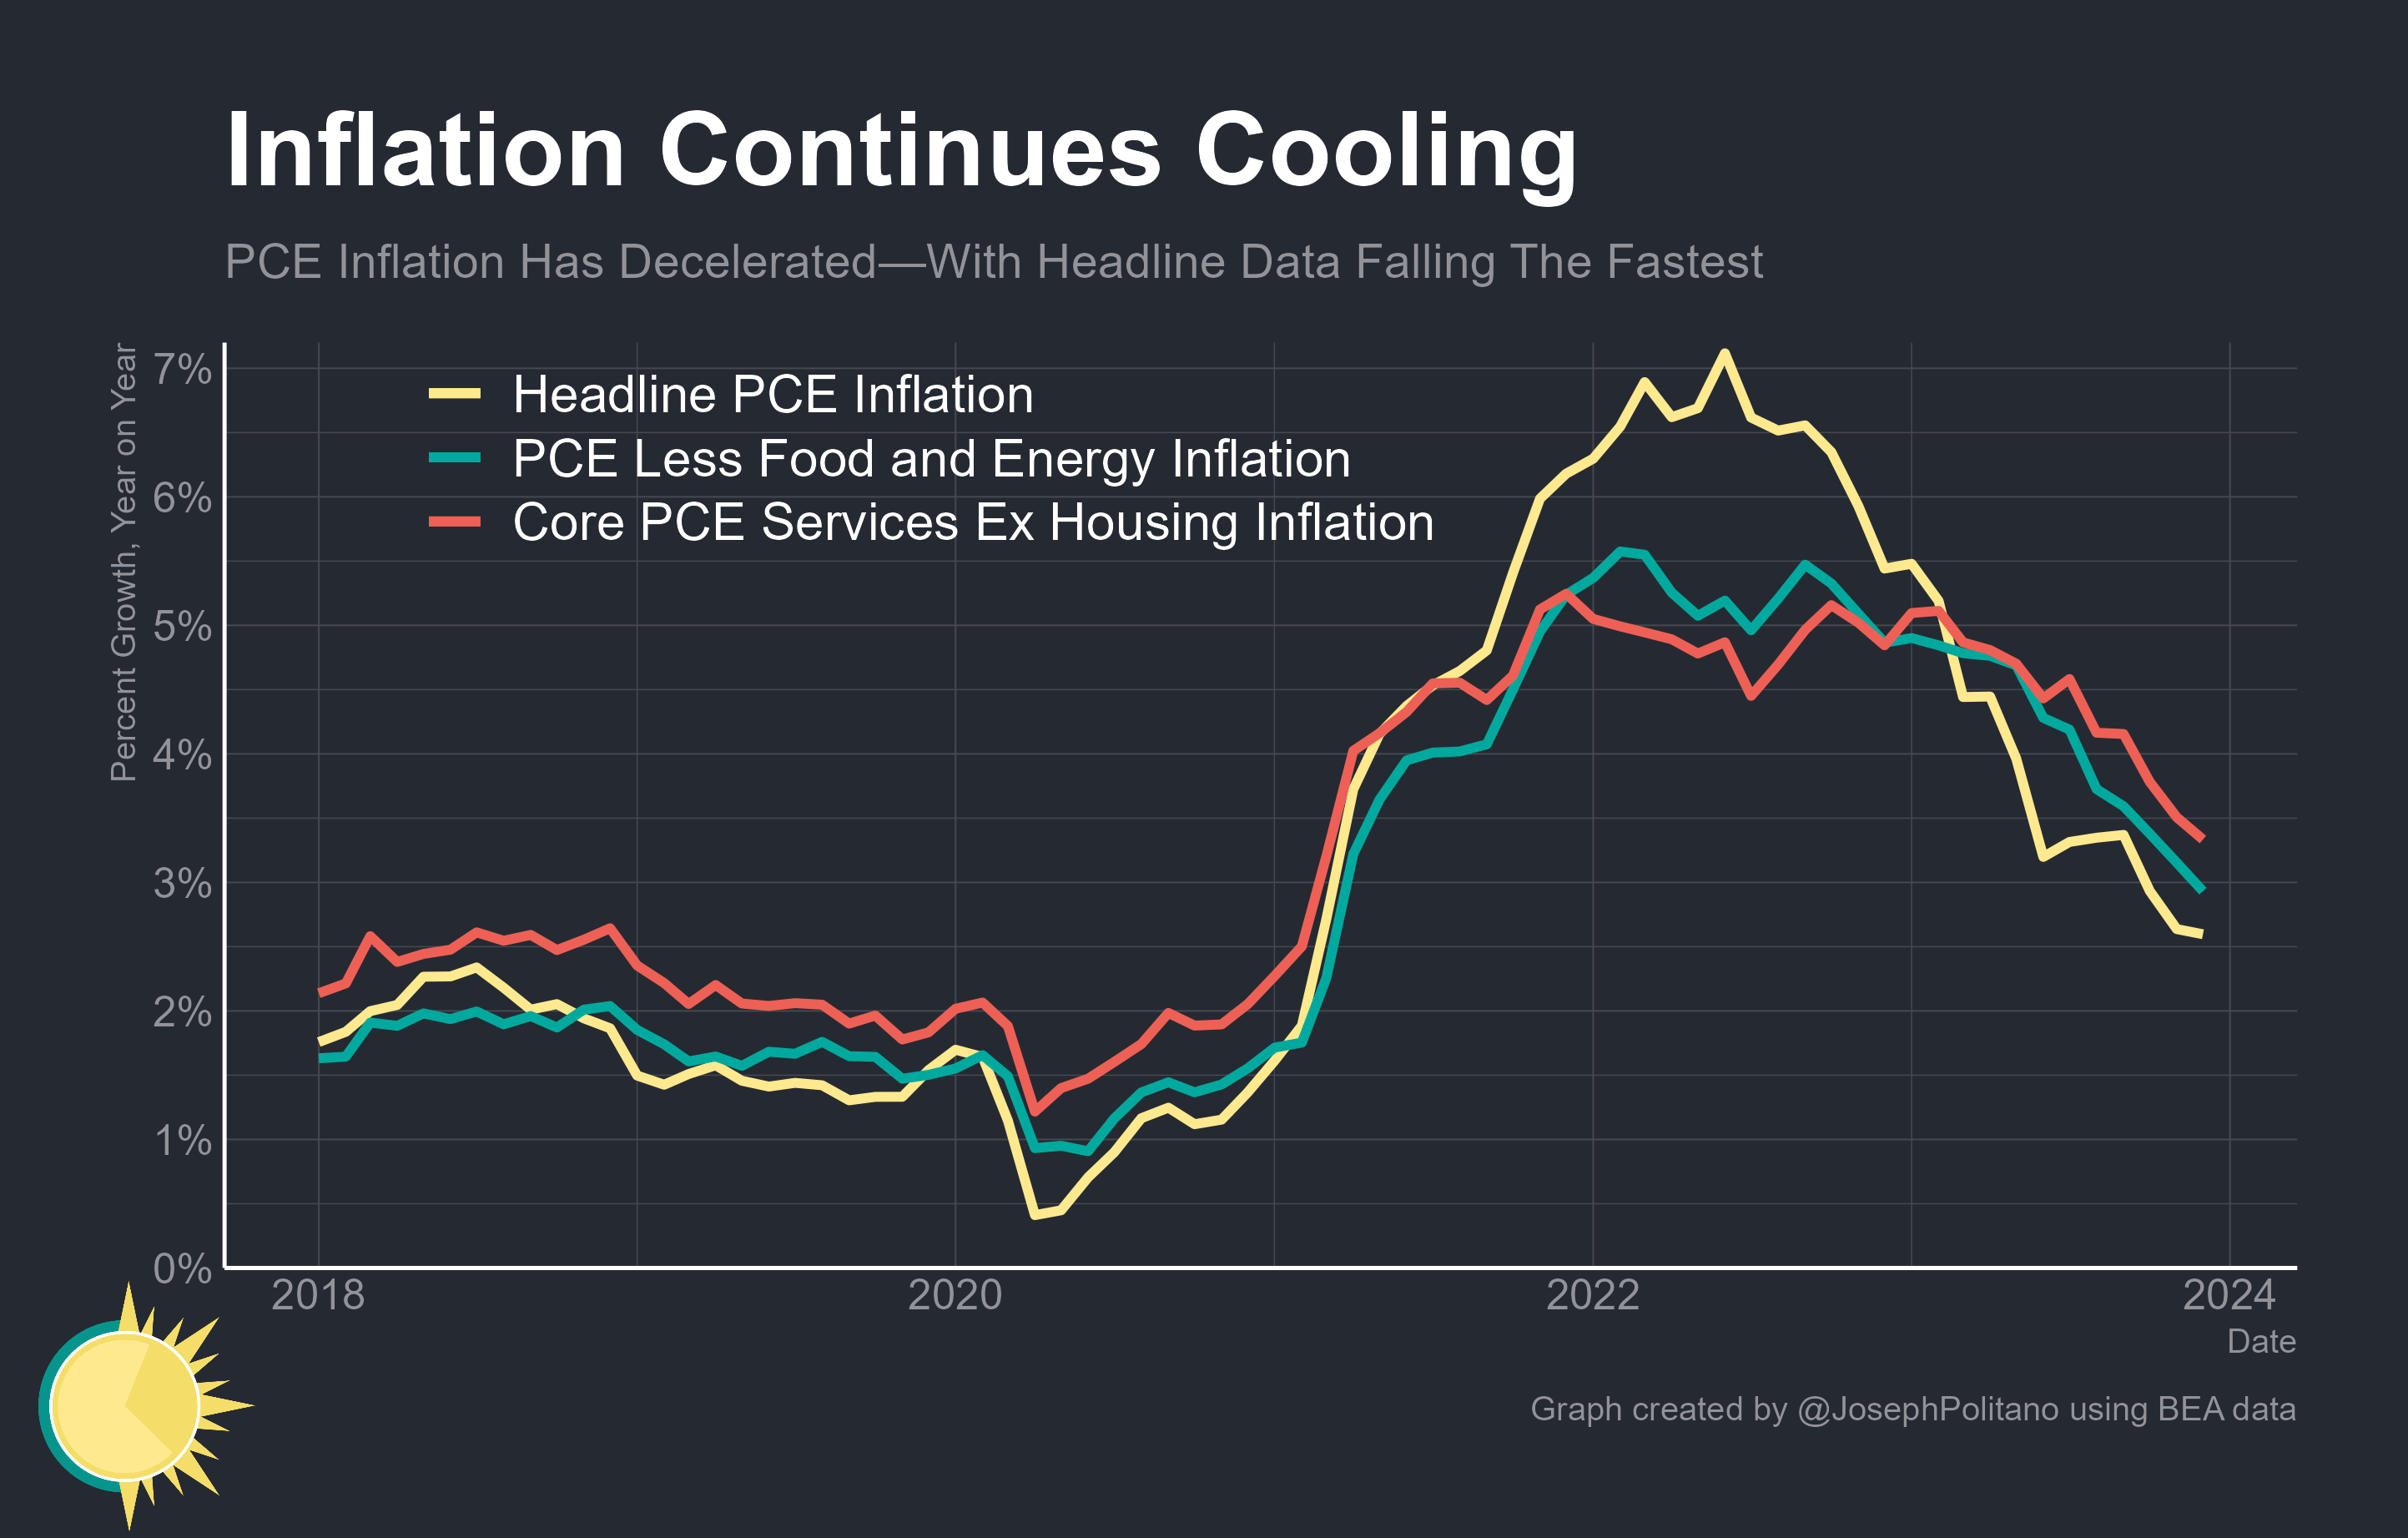 Inflation Continues Cooling
PCE Inflation Has Decelerated—With Headline Data Falling The Fastest
Percent Growth, Year on Year
7%
6%
5%
4%
3%
2%
1%
0%
Headline PCE Inflation
PCE Less Food and Energy Inflation
Core PCE Services Ex Housing Inflation
2018
2020
2022
2024
Date
Graph created by @JosephPolitano using BEA data